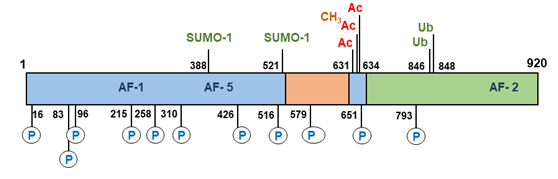 Ac
CH3
Ac
Ub
SUMO-1
SUMO-1
Ac
Ub
1
388
521
631
634
846
848
920
AF-1
AF- 5
AF- 2
16
83
96
215
258
310
426
516
579
651
793
P
P
P
P
P
P
P
P
P
P
P